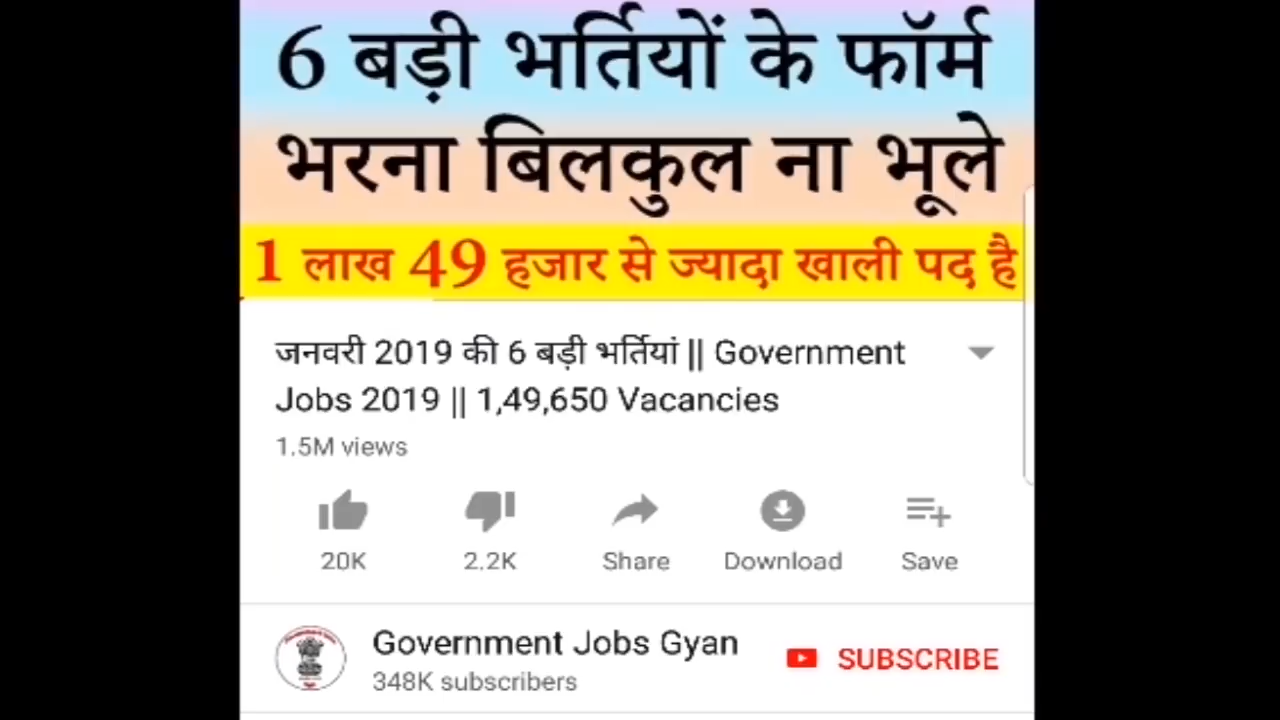 6 बड़ी भर्तियों के फॉर्म
भरना बिलकुल ना भूले
1 लाख 49 हजार से ज्यादा खाली पद है
जनवरी 2019 की 6 बड़ी भर्तियां || Government
Jobs 2019 || 1,49,650 Vacancies
1.5M views
20K 2.2K Share Download Save
Government Jobs Gyan
348K subscribers
SUBSCRIBE